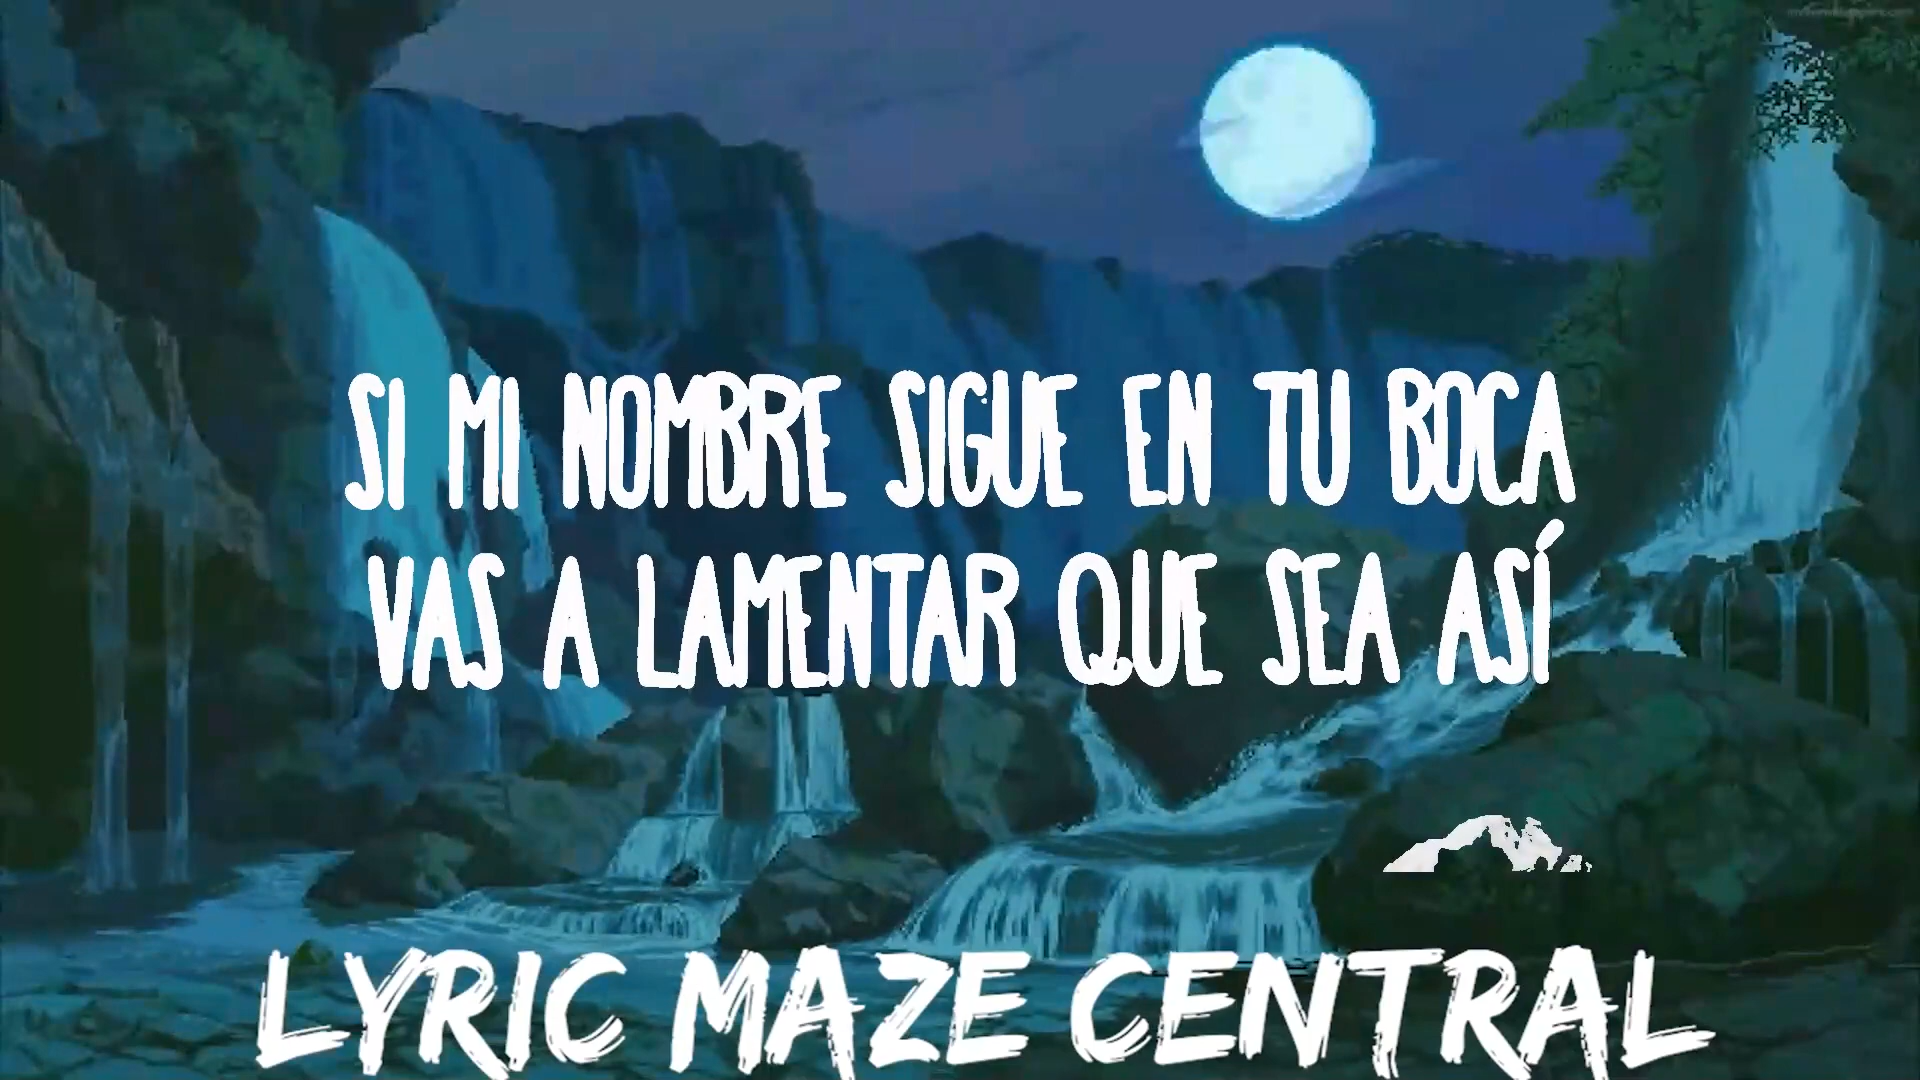 SI MI NOMBRE SIGUE EN TU BOCA
VAS A LAMENTAR QUE SEA ASÍ
LYRIC MAZE CENTRAL